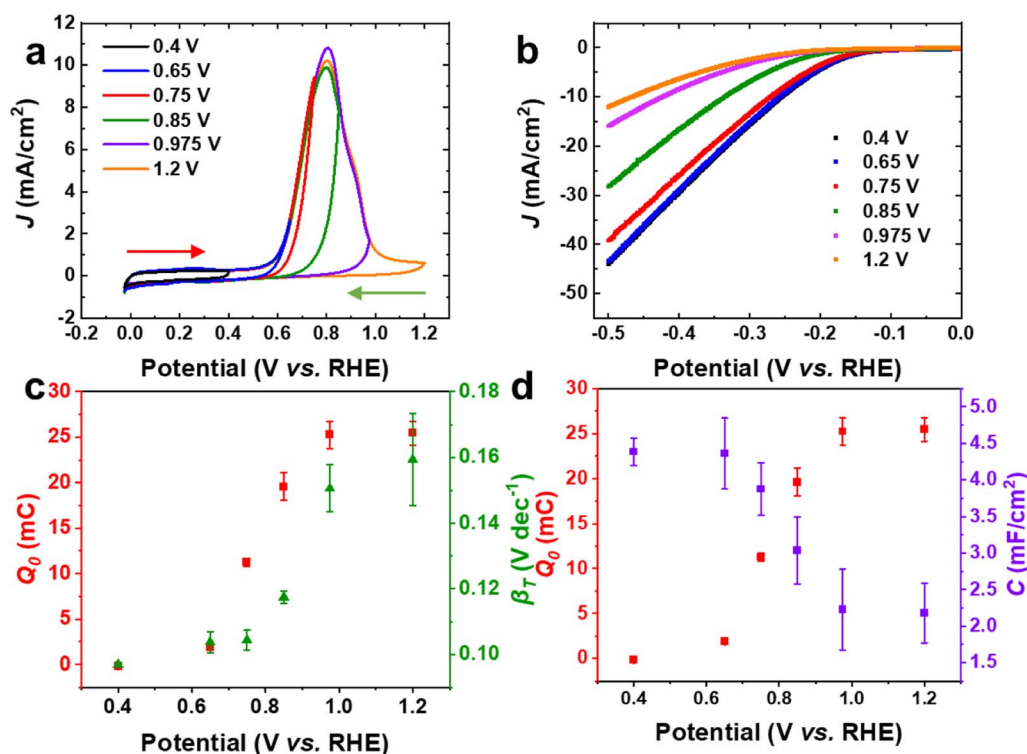 a
J (mA/cm²)
12
10
8
6
4
2
0
-2
0.4 V
0.65 V
0.75 V
0.85 V
0.975 V
1.2 V
-0.2 0.0 0.2 0.4 0.6 0.8 1.0 1.2 1.4
Potential (V vs. RHE)
b
J (mA/cm²)
0
-10
-20
-30
-40
-50
0.4 V
0.65 V
0.75 V
0.85 V
0.975 V
1.2 V
-0.5 -0.4 -0.3 -0.2 -0.1 0.0
Potential (V vs. RHE)
c
Q₀ (mC)
30
25
20
15
10
5
0
0.18
0.16
0.14
0.12
0.10
β_T (V dec⁻¹)
0.4 0.6 0.8 1.0 1.2
Potential (V vs. RHE)
d
Q₀ (mC)
30
25
20
15
10
5
0
5.0
4.5
4.0
3.5
3.0
2.5
2.0
1.5
C (mF/cm²)
0.4 0.6 0.8 1.0 1.2
Potential (V vs. RHE)